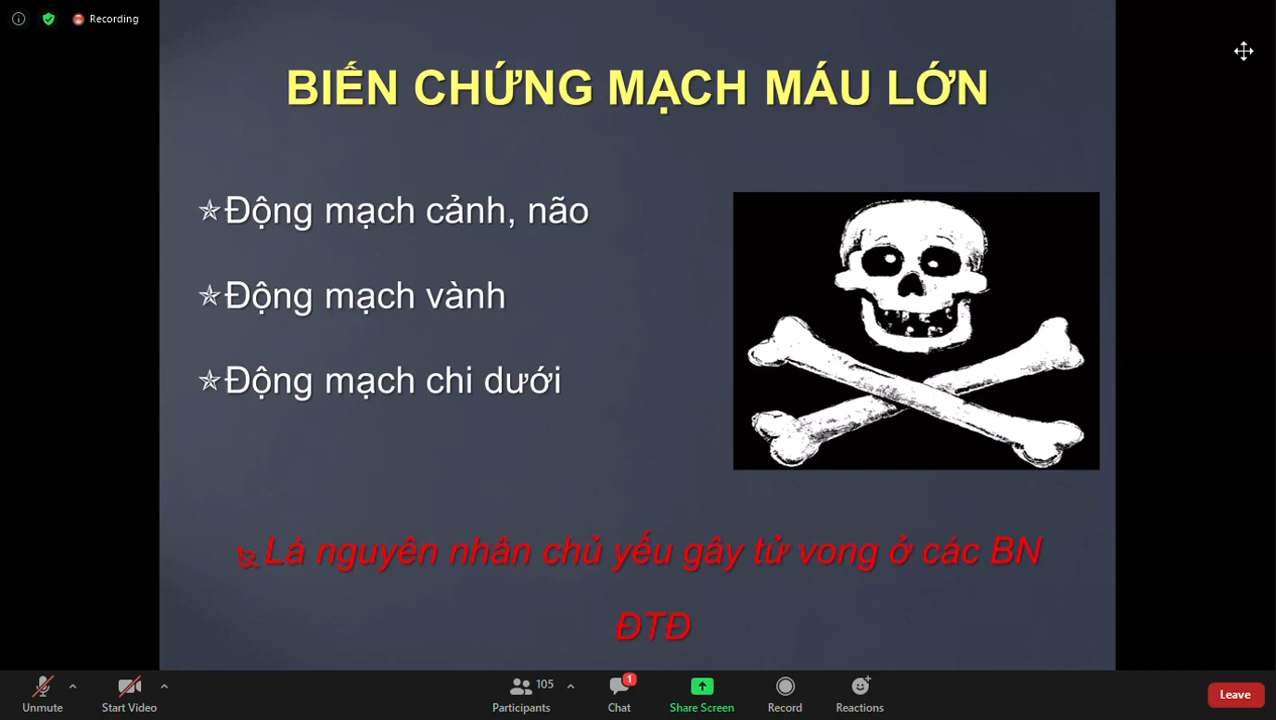 Recording
BIẾN CHỨNG MẠCH MÁU LỚN
✯Động mạch cảnh, não
✯Động mạch vành
✯Động mạch chi dưới
Là nguyên nhân chủ yếu gây tử vong ở các BN
ĐTĐ
Unmute
Start Video
105
Participants
1
Chat
Share Screen
Record
Reactions
Leave